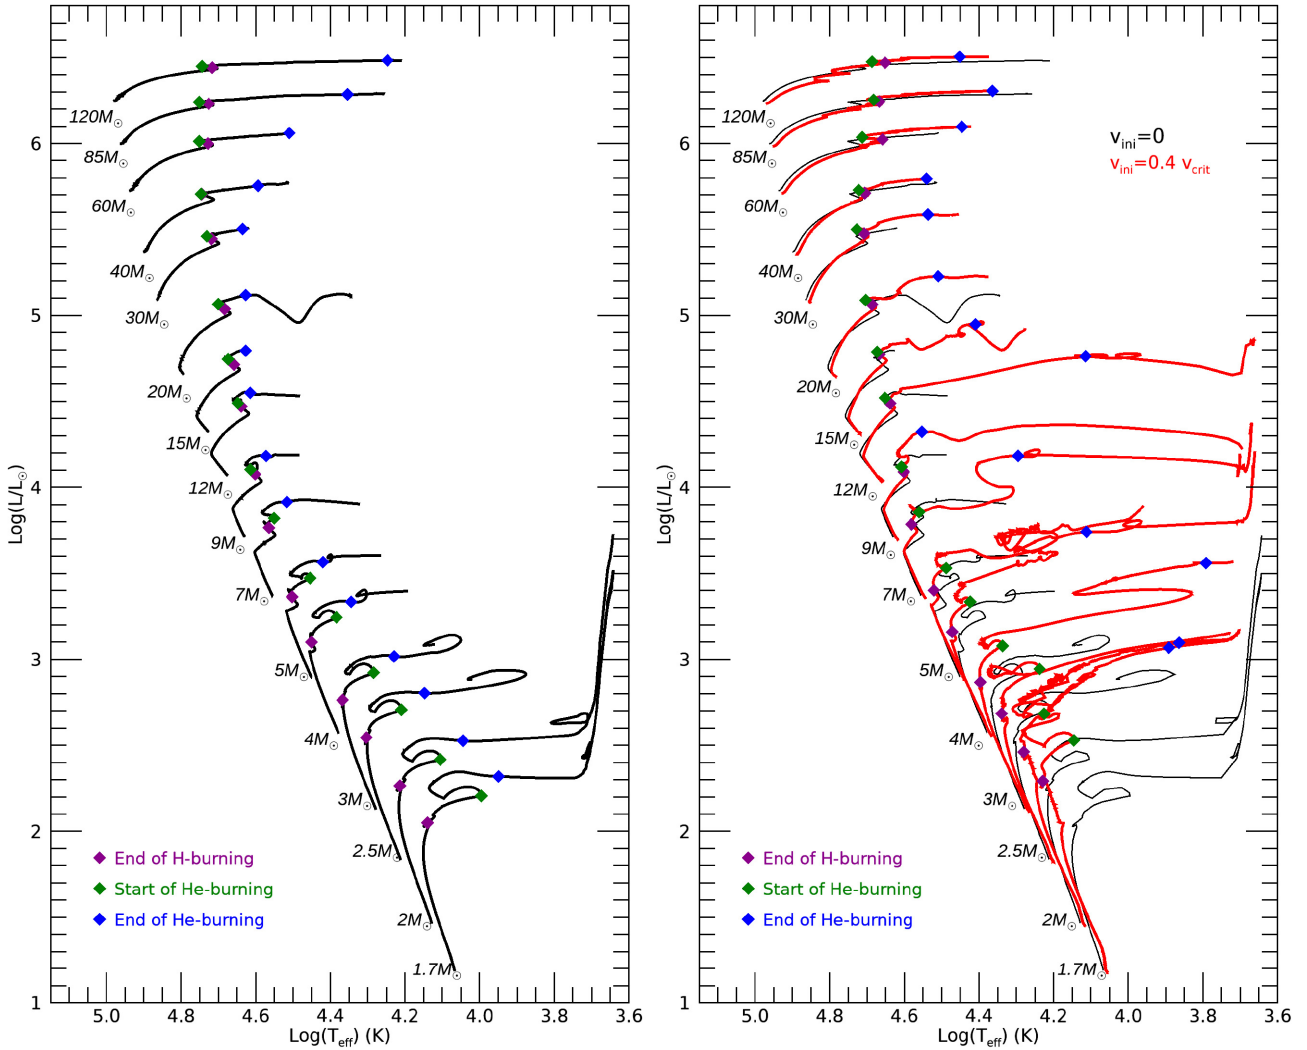 Log(L/L☉)
6
5
4
3
2
1
120M☉
85M☉
60M☉
40M☉
30M☉
20M☉
15M☉
12M☉
9M☉
7M☉
5M☉
4M☉
3M☉
2.5M☉
2M☉
1.7M☉
End of H-burning
Start of He-burning
End of He-burning
5.0 4.8 4.6 4.4 4.2 4.0 3.8 3.6
Log(T_eff) (K)
Log(L/L☉)
6
5
4
3
2
1
v_ini=0
v_ini=0.4 v_crit
120M☉
85M☉
60M☉
40M☉
30M☉
20M☉
15M☉
12M☉
9M☉
7M☉
5M☉
4M☉
3M☉
2.5M☉
2M☉
1.7M☉
End of H-burning
Start of He-burning
End of He-burning
5.0 4.8 4.6 4.4 4.2 4.0 3.8 3.6
Log(T_eff) (K)